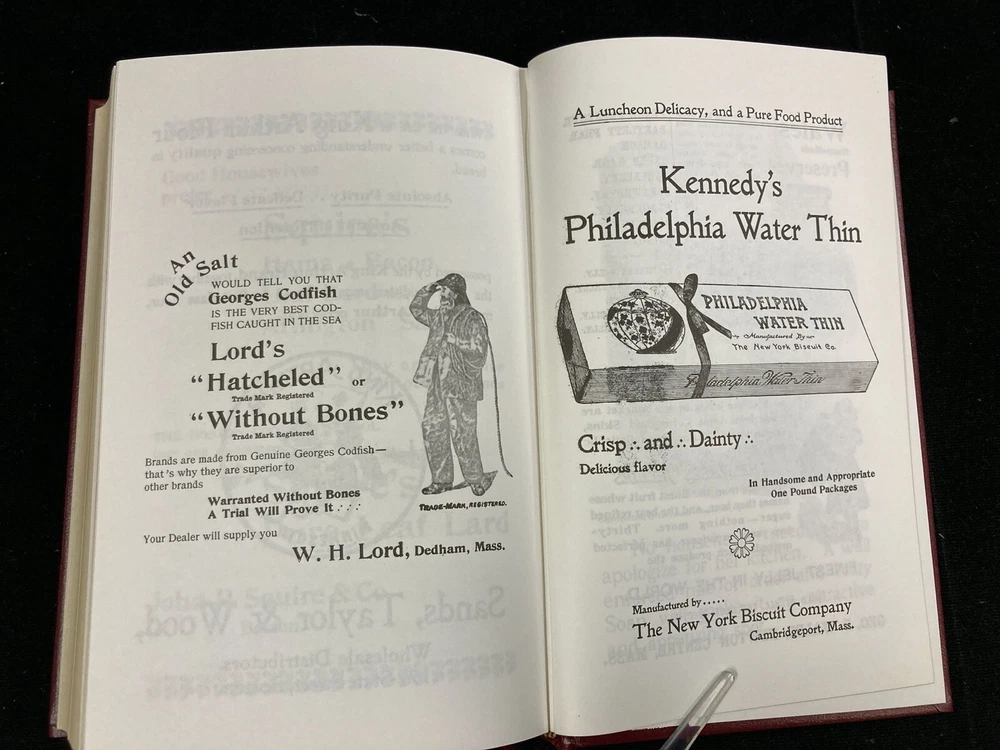 An
Old Salt
WOULD TELL YOU THAT
Georges Codfish
IS THE VERY BEST COD-
FISH CAUGHT IN THE SEA
Lord's
"Hatcheled" or
Trade Mark Registered
"Without Bones"
Trade Mark Registered
Brands are made from Genuine Georges Codfish—
that's why they are superior to
other brands
Warranted Without Bones
A Trial Will Prove It . . .
Your Dealer will supply you
W. H. Lord, Dedham, Mass.
TRADE-MARK, REGISTERED.
A Luncheon Delicacy, and a Pure Food Product
Kennedy's
Philadelphia Water Thin
PHILADELPHIA
WATER THIN
Manufactured By
The New York Biscuit Co.
Philadelphia Water Thin
Crisp ∴ and ∴ Dainty ∴
Delicious flavor
In Handsome and Appropriate
One Pound Packages
Manufactured by .....
The New York Biscuit Company
Cambridgeport, Mass.